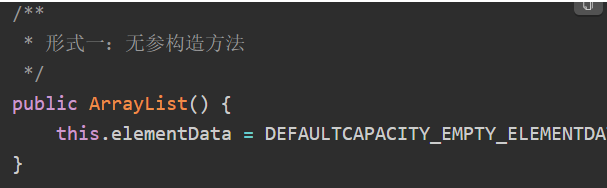 /**
 * 形式一：无参构造方法
 */
public ArrayList() {
    this.elementData = DEFAULTCAPACITY_EMPTY_ELEMENTDA
}